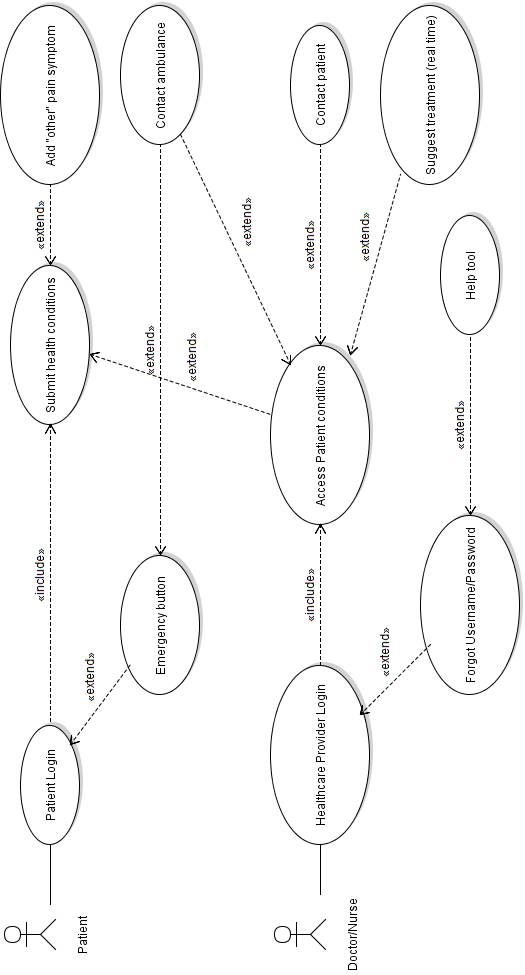 Patient
Patient Login
«include»
Submit health conditions
«extend»
Add "other" pain symptom
«extend»
Emergency button
«extend»
Contact ambulance
«extend»
«extend»
Doctor/Nurse
Healthcare Provider Login
«include»
Access Patient conditions
«extend»
Contact patient
«extend»
Suggest treatment (real time)
«extend»
Forgot Username/Password
«extend»
Help tool